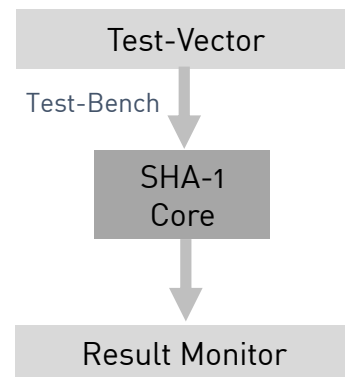 Test-Vector
Test-Bench
SHA-1
Core
Result Monitor